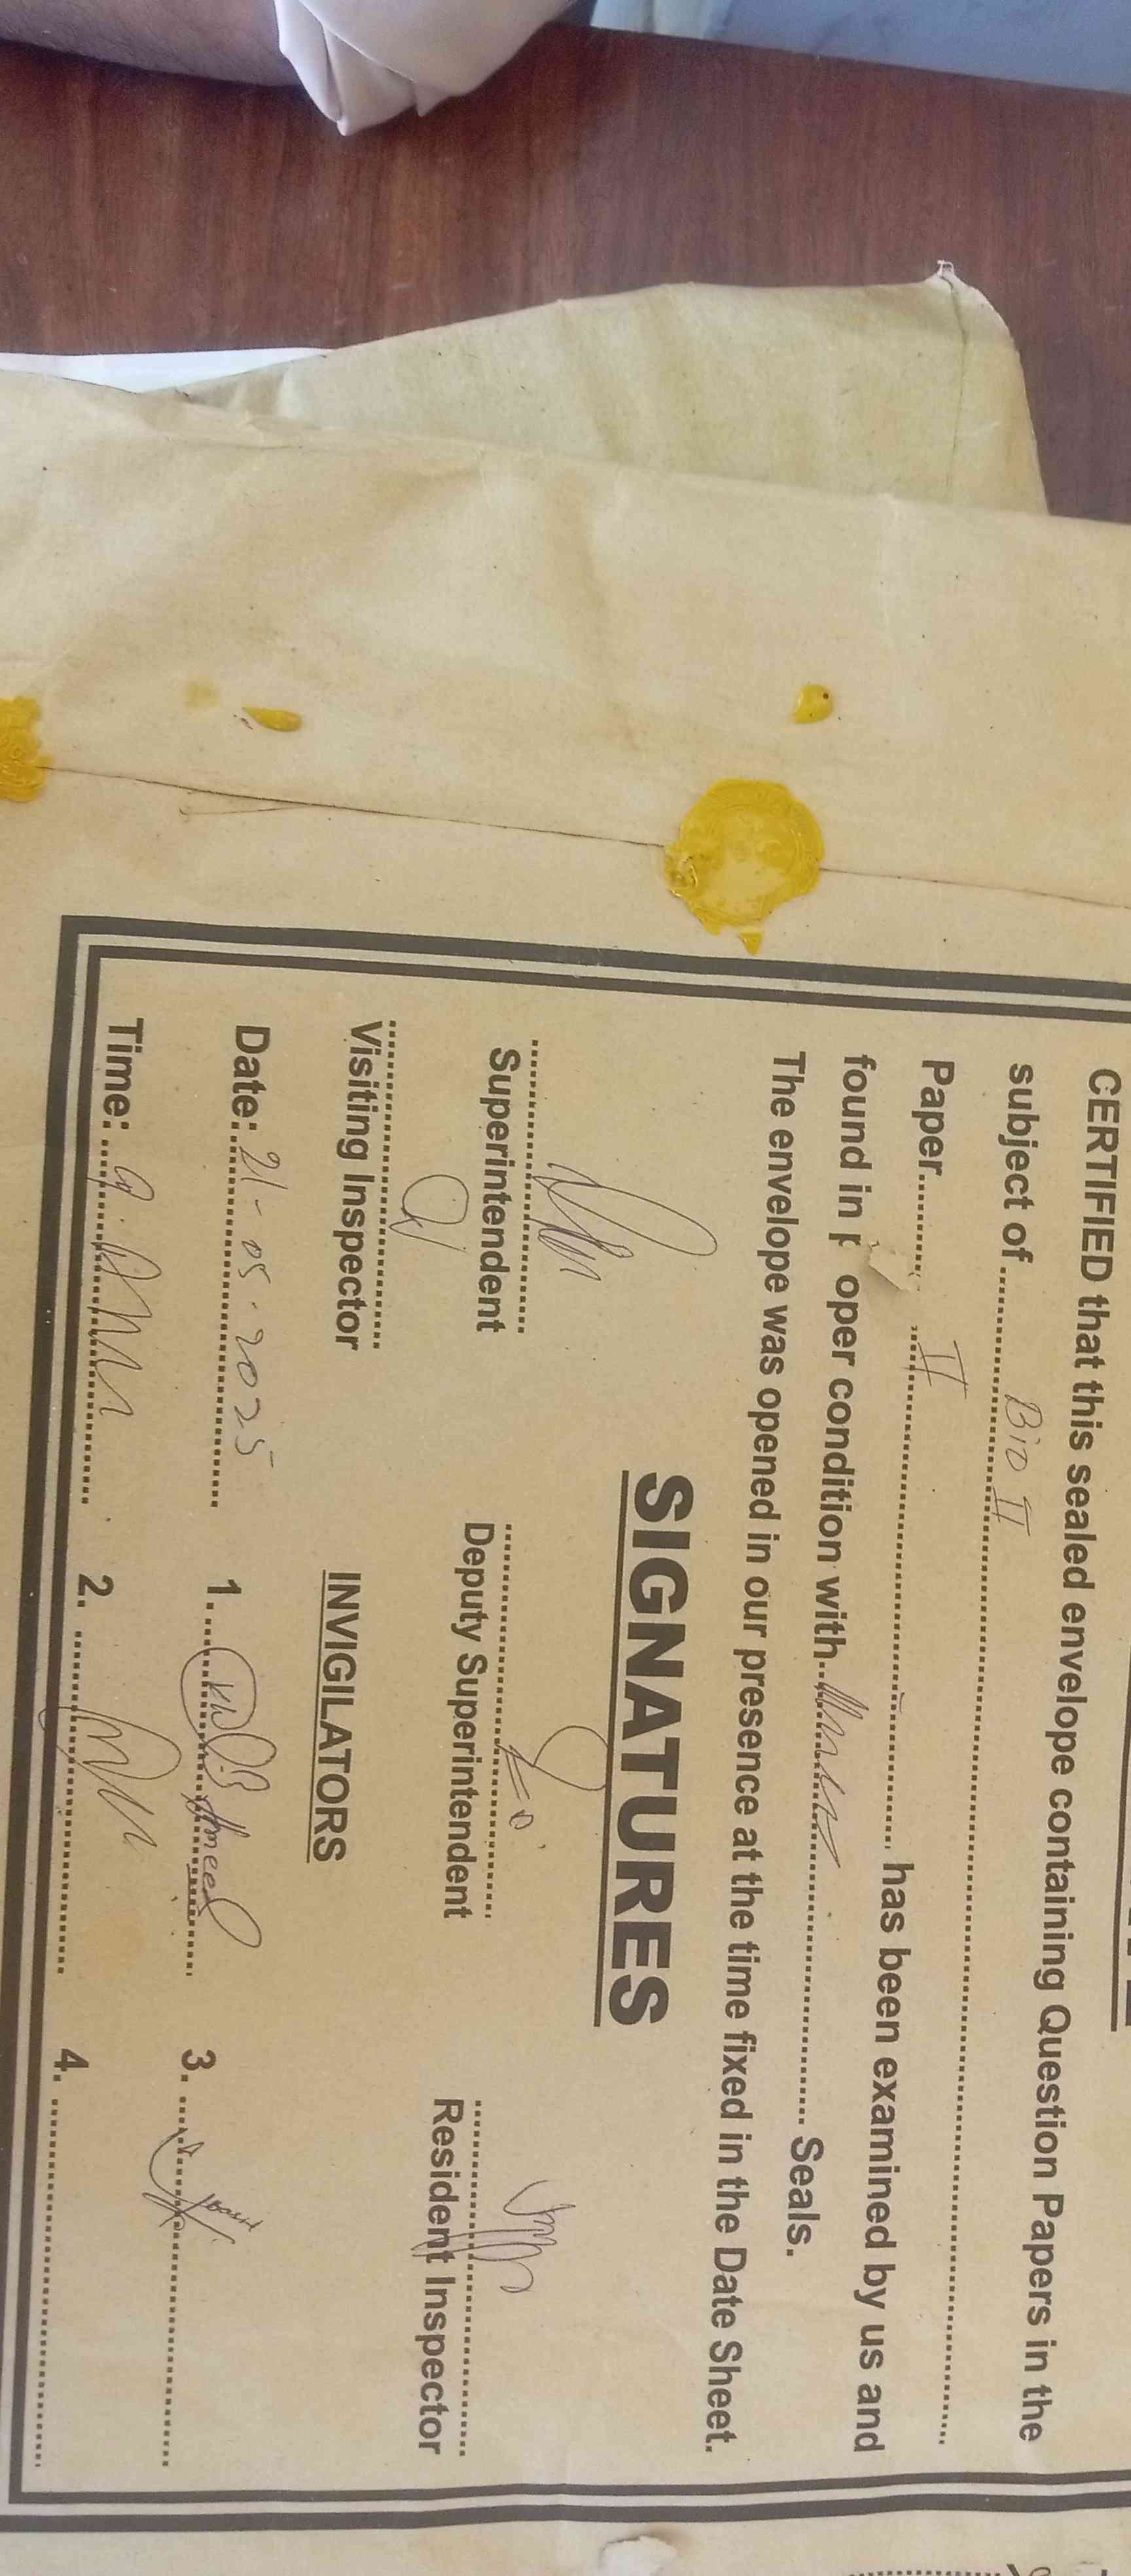 CERTIFIED that this sealed envelope containing Question Papers in the
subject of Bio II
Paper II has been examined by us and
found in p oper condition with Seals.
The envelope was opened in our presence at the time fixed in the Date Sheet.
SIGNATURES
Superintendent Deputy Superintendent Resident Inspector
Visiting Inspector INVIGILATORS
Date: 21-05-2025 1. 3.
Time: 9 2. 4.